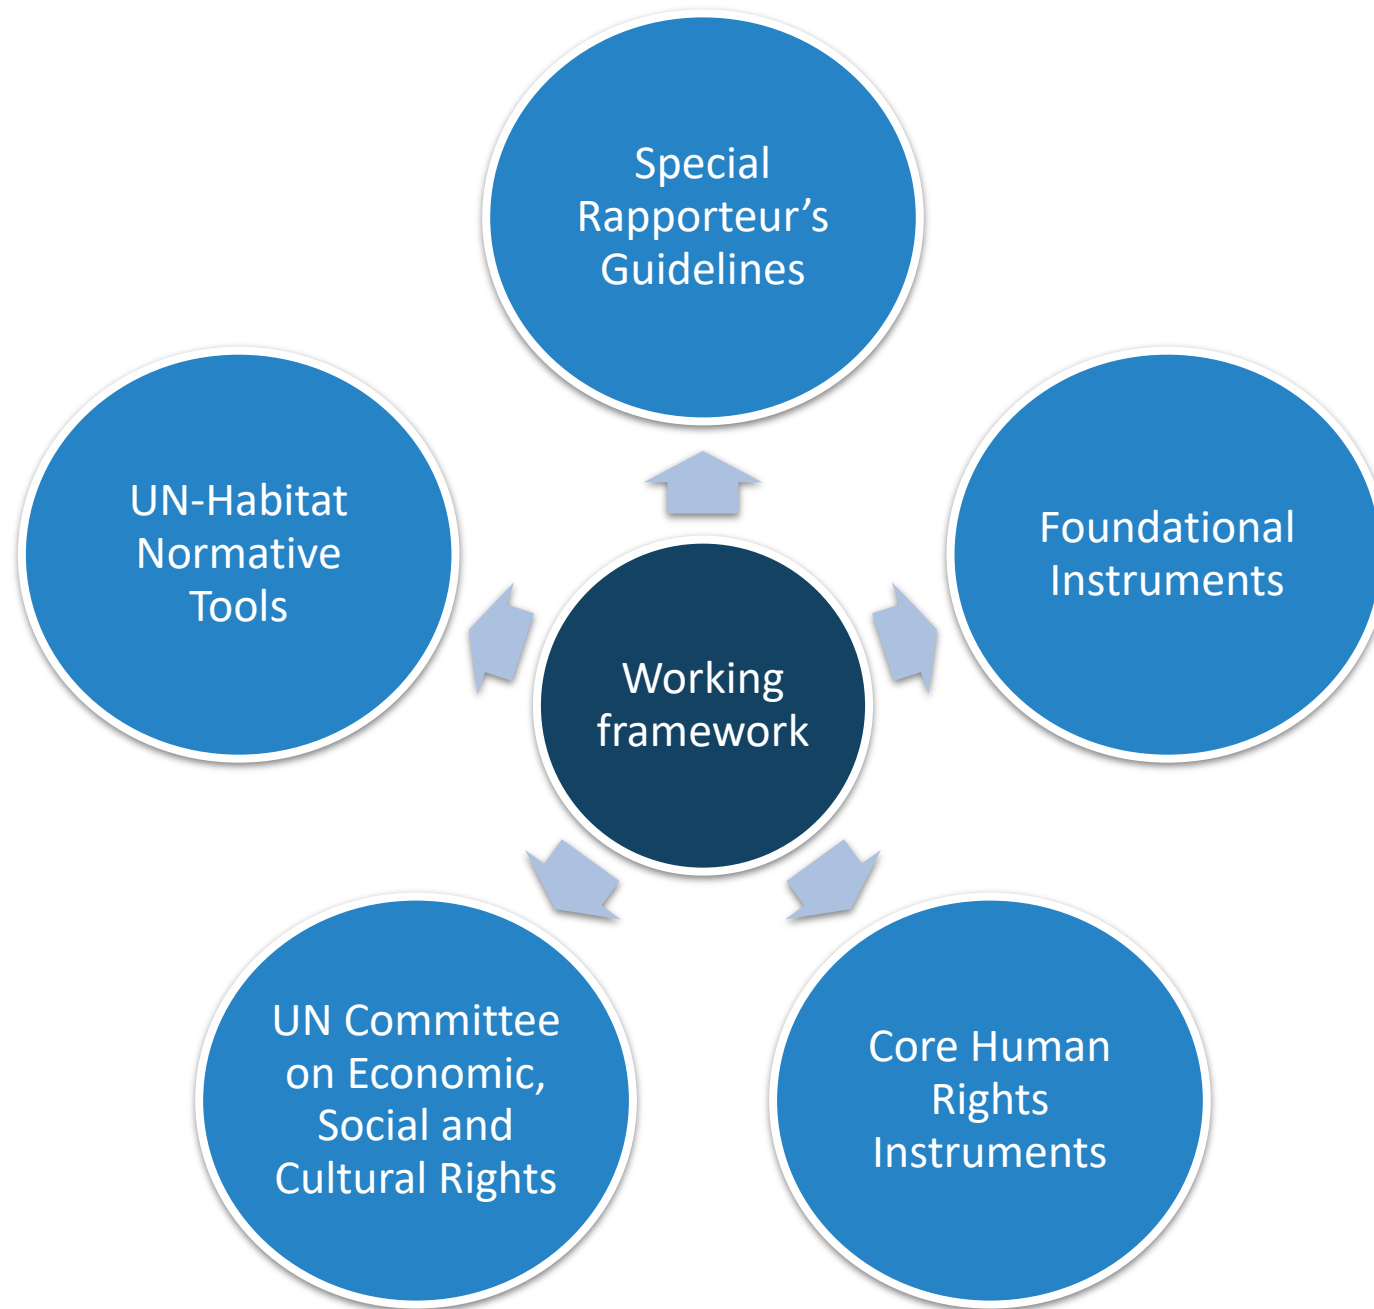 Special
Rapporteur’s
Guidelines
UN-Habitat
Normative
Tools
Foundational
Instruments
Working
framework
UN Committee
on Economic,
Social and
Cultural Rights
Core Human
Rights
Instruments